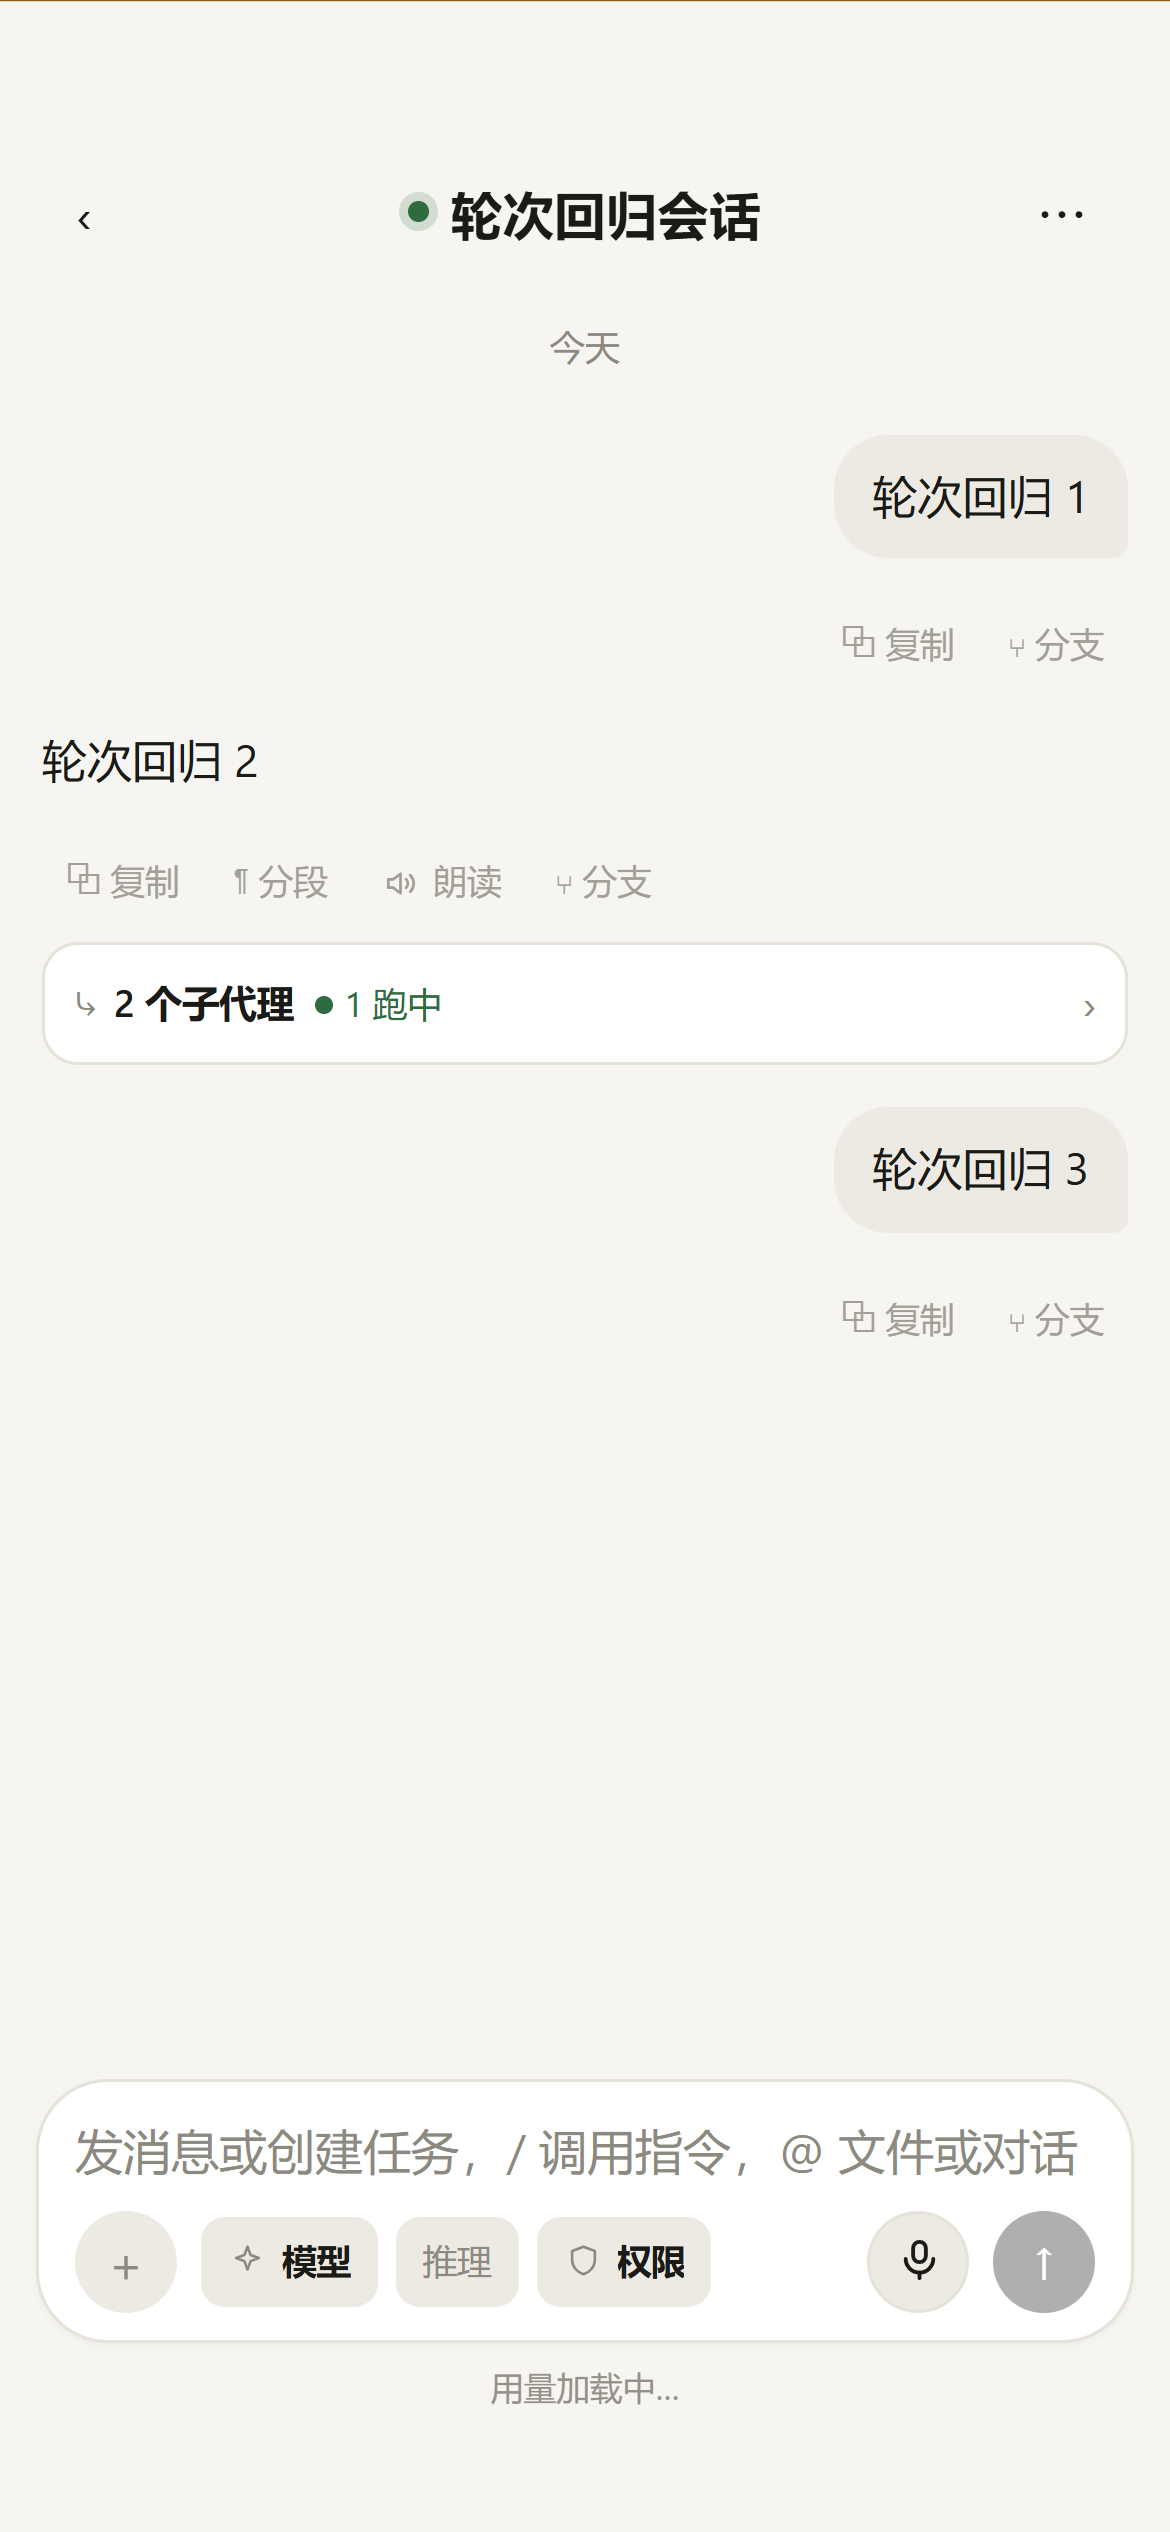 轮次回归会话
今天
轮次回归 1
复制 分支
轮次回归 2
复制 ¶ 分段 朗读 分支
2 个子代理 1 跑中
轮次回归 3
复制 分支
发消息或创建任务，/ 调用指令，@ 文件或对话
+ 模型 推理 权限
用量加载中...